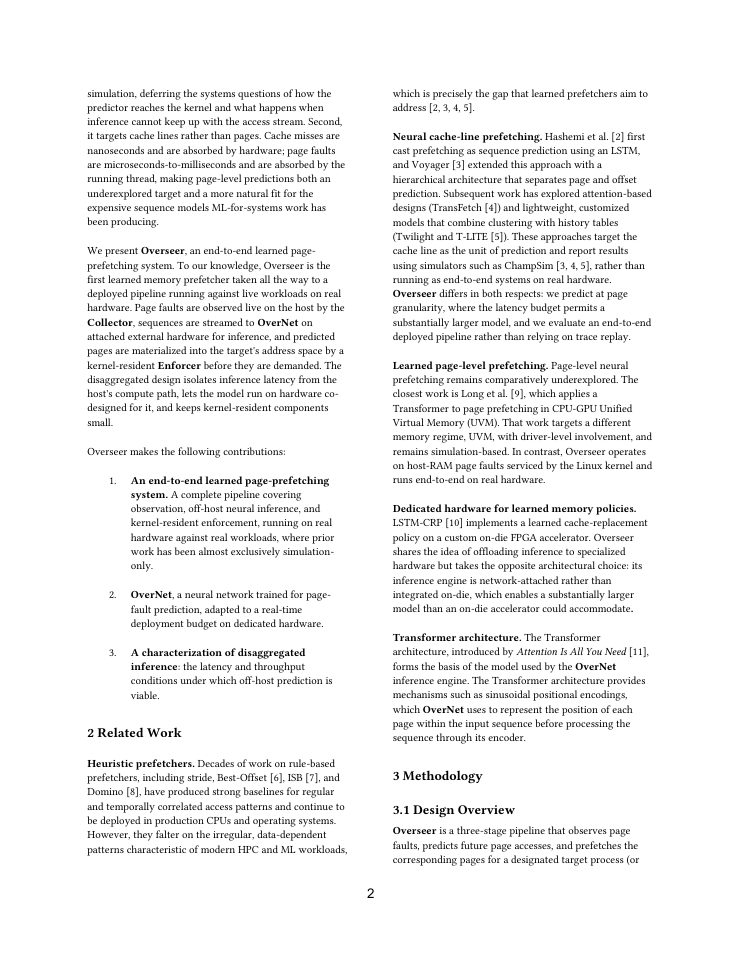 simulation, deferring the systems questions of how the
predictor reaches the kernel and what happens when
inference cannot keep up with the access stream. Second,
it targets cache lines rather than pages. Cache misses are
nanoseconds and are absorbed by hardware; page faults
are microseconds-to-milliseconds and are absorbed by the
running thread, making page-level predictions both an
underexplored target and a more natural fit for the
expensive sequence models ML-for-systems work has
been producing.
We present Overseer, an end-to-end learned page-
prefetching system. To our knowledge, Overseer is the
first learned memory prefetcher taken all the way to a
deployed pipeline running against live workloads on real
hardware. Page faults are observed live on the host by the
Collector, sequences are streamed to OverNet on
attached external hardware for inference, and predicted
pages are materialized into the target's address space by a
kernel-resident Enforcer before they are demanded. The
disaggregated design isolates inference latency from the
host's compute path, lets the model run on hardware co-
designed for it, and keeps kernel-resident components
small.
Overseer makes the following contributions:
1. An end-to-end learned page-prefetching
system. A complete pipeline covering
observation, off-host neural inference, and
kernel-resident enforcement, running on real
hardware against real workloads, where prior
work has been almost exclusively simulation-
only.
2. OverNet, a neural network trained for page-
fault prediction, adapted to a real-time
deployment budget on dedicated hardware.
3. A characterization of disaggregated
inference: the latency and throughput
conditions under which off-host prediction is
viable.
2 Related Work
Heuristic prefetchers. Decades of work on rule-based
prefetchers, including stride, Best-Offset [6], ISB [7], and
Domino [8], have produced strong baselines for regular
and temporally correlated access patterns and continue to
be deployed in production CPUs and operating systems.
However, they falter on the irregular, data-dependent
patterns characteristic of modern HPC and ML workloads,
which is precisely the gap that learned prefetchers aim to
address [2, 3, 4, 5].
Neural cache-line prefetching. Hashemi et al. [2] first
cast prefetching as sequence prediction using an LSTM,
and Voyager [3] extended this approach with a
hierarchical architecture that separates page and offset
prediction. Subsequent work has explored attention-based
designs (TransFetch [4]) and lightweight, customized
models that combine clustering with history tables
(Twilight and T-LITE [5]). These approaches target the
cache line as the unit of prediction and report results
using simulators such as ChampSim [3, 4, 5], rather than
running as end-to-end systems on real hardware.
Overseer differs in both respects: we predict at page
granularity, where the latency budget permits a
substantially larger model, and we evaluate an end-to-end
deployed pipeline rather than relying on trace replay.
Learned page-level prefetching. Page-level neural
prefetching remains comparatively underexplored. The
closest work is Long et al. [9], which applies a
Transformer to page prefetching in CPU-GPU Unified
Virtual Memory (UVM). That work targets a different
memory regime, UVM, with driver-level involvement, and
remains simulation-based. In contrast, Overseer operates
on host-RAM page faults serviced by the Linux kernel and
runs end-to-end on real hardware.
Dedicated hardware for learned memory policies.
LSTM-CRP [10] implements a learned cache-replacement
policy on a custom on-die FPGA accelerator. Overseer
shares the idea of offloading inference to specialized
hardware but takes the opposite architectural choice: its
inference engine is network-attached rather than
integrated on-die, which enables a substantially larger
model than an on-die accelerator could accommodate.
Transformer architecture. The Transformer
architecture, introduced by Attention Is All You Need [11],
forms the basis of the model used by the OverNet
inference engine. The Transformer architecture provides
mechanisms such as sinusoidal positional encodings,
which OverNet uses to represent the position of each
page within the input sequence before processing the
sequence through its encoder.
3 Methodology
3.1 Design Overview
Overseer is a three-stage pipeline that observes page
faults, predicts future page accesses, and prefetches the
corresponding pages for a designated target process (or
2